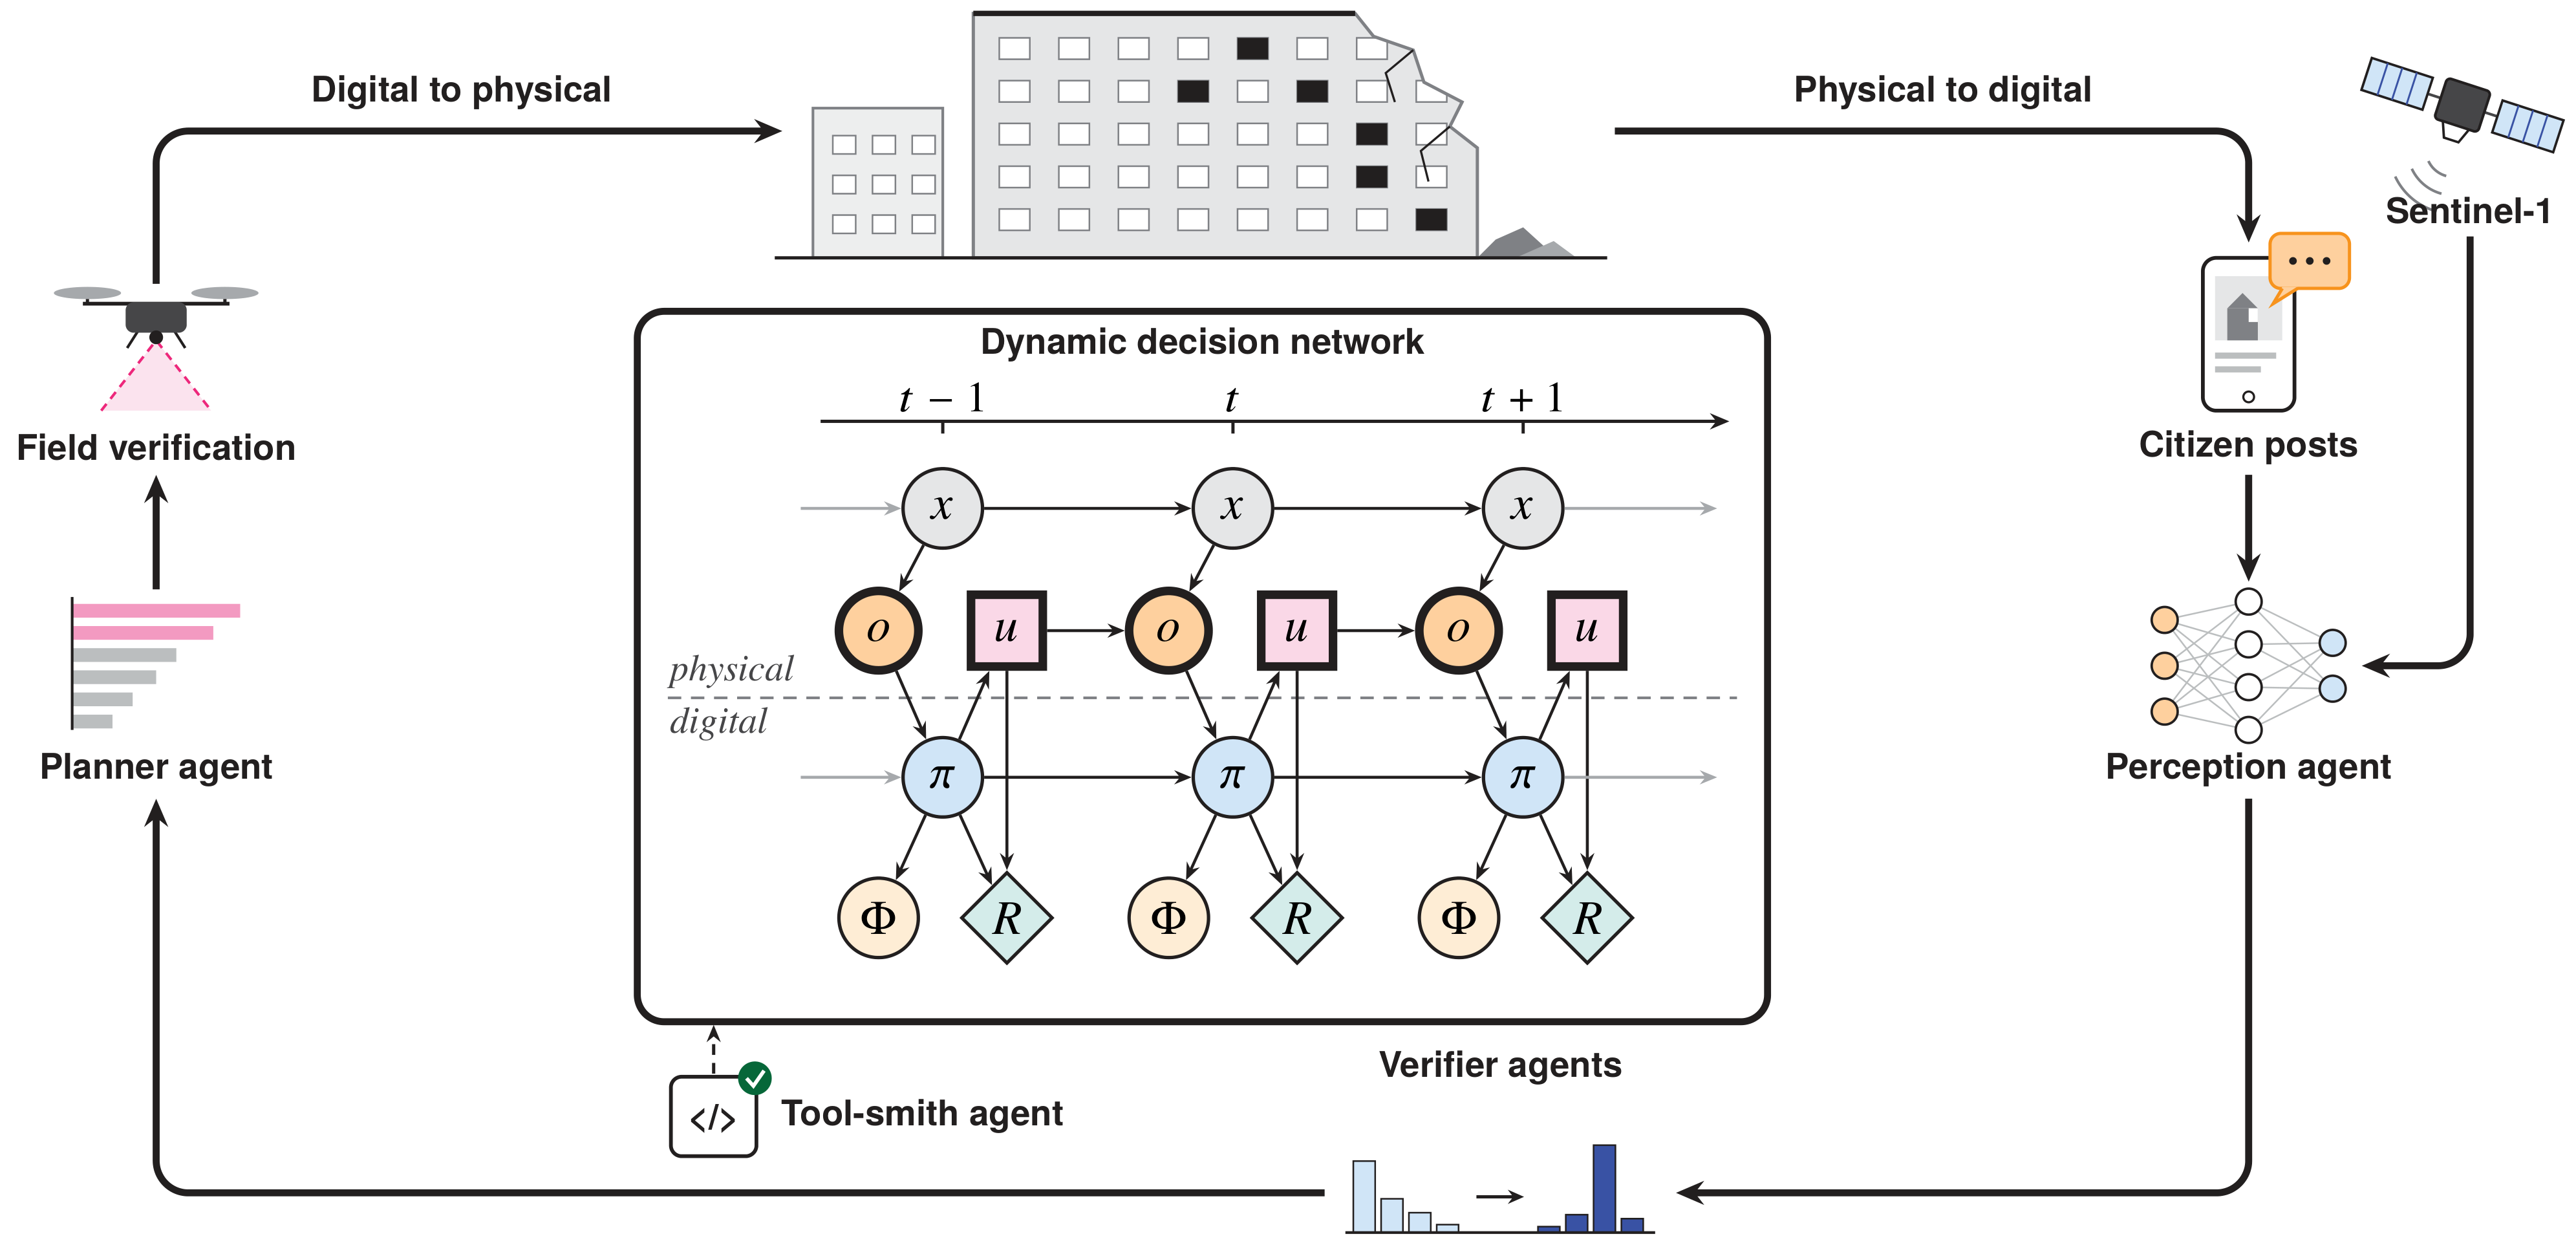 Digital to physical
Physical to digital
Sentinel-1
Dynamic decision network
t − 1
t
t + 1
Field verification
Citizen posts
x
x
x
o
u
o
u
o
u
physical
digital
Planner agent
π
π
π
Perception agent
Φ
R
Φ
R
Φ
R
Verifier agents
</>
Tool-smith agent